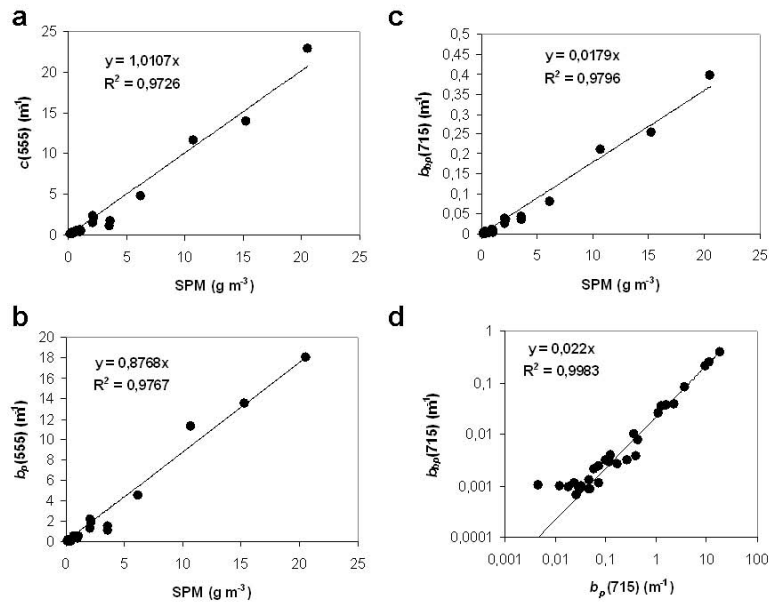 a
25
20
15
10
5
0
c(555) (m⁻¹)
y = 1,0107x
R² = 0,9726
0 5 10 15 20 25
SPM (g m⁻³)
c
0,5
0,45
0,4
0,35
0,3
0,25
0,2
0,15
0,1
0,05
0
b_bp(715) (m⁻¹)
y = 0,0179x
R² = 0,9796
0 5 10 15 20 25
SPM (g m⁻³)
b
20
18
16
14
12
10
8
6
4
2
0
b_p(555) (m⁻¹)
y = 0,8768x
R² = 0,9767
0 5 10 15 20 25
SPM (g m⁻³)
d
1
0,1
0,01
0,001
0,0001
b_bp(715) (m⁻¹)
y = 0,022x
R² = 0,9983
0,001 0,01 0,1 1 10 100
b_p(715) (m⁻¹)